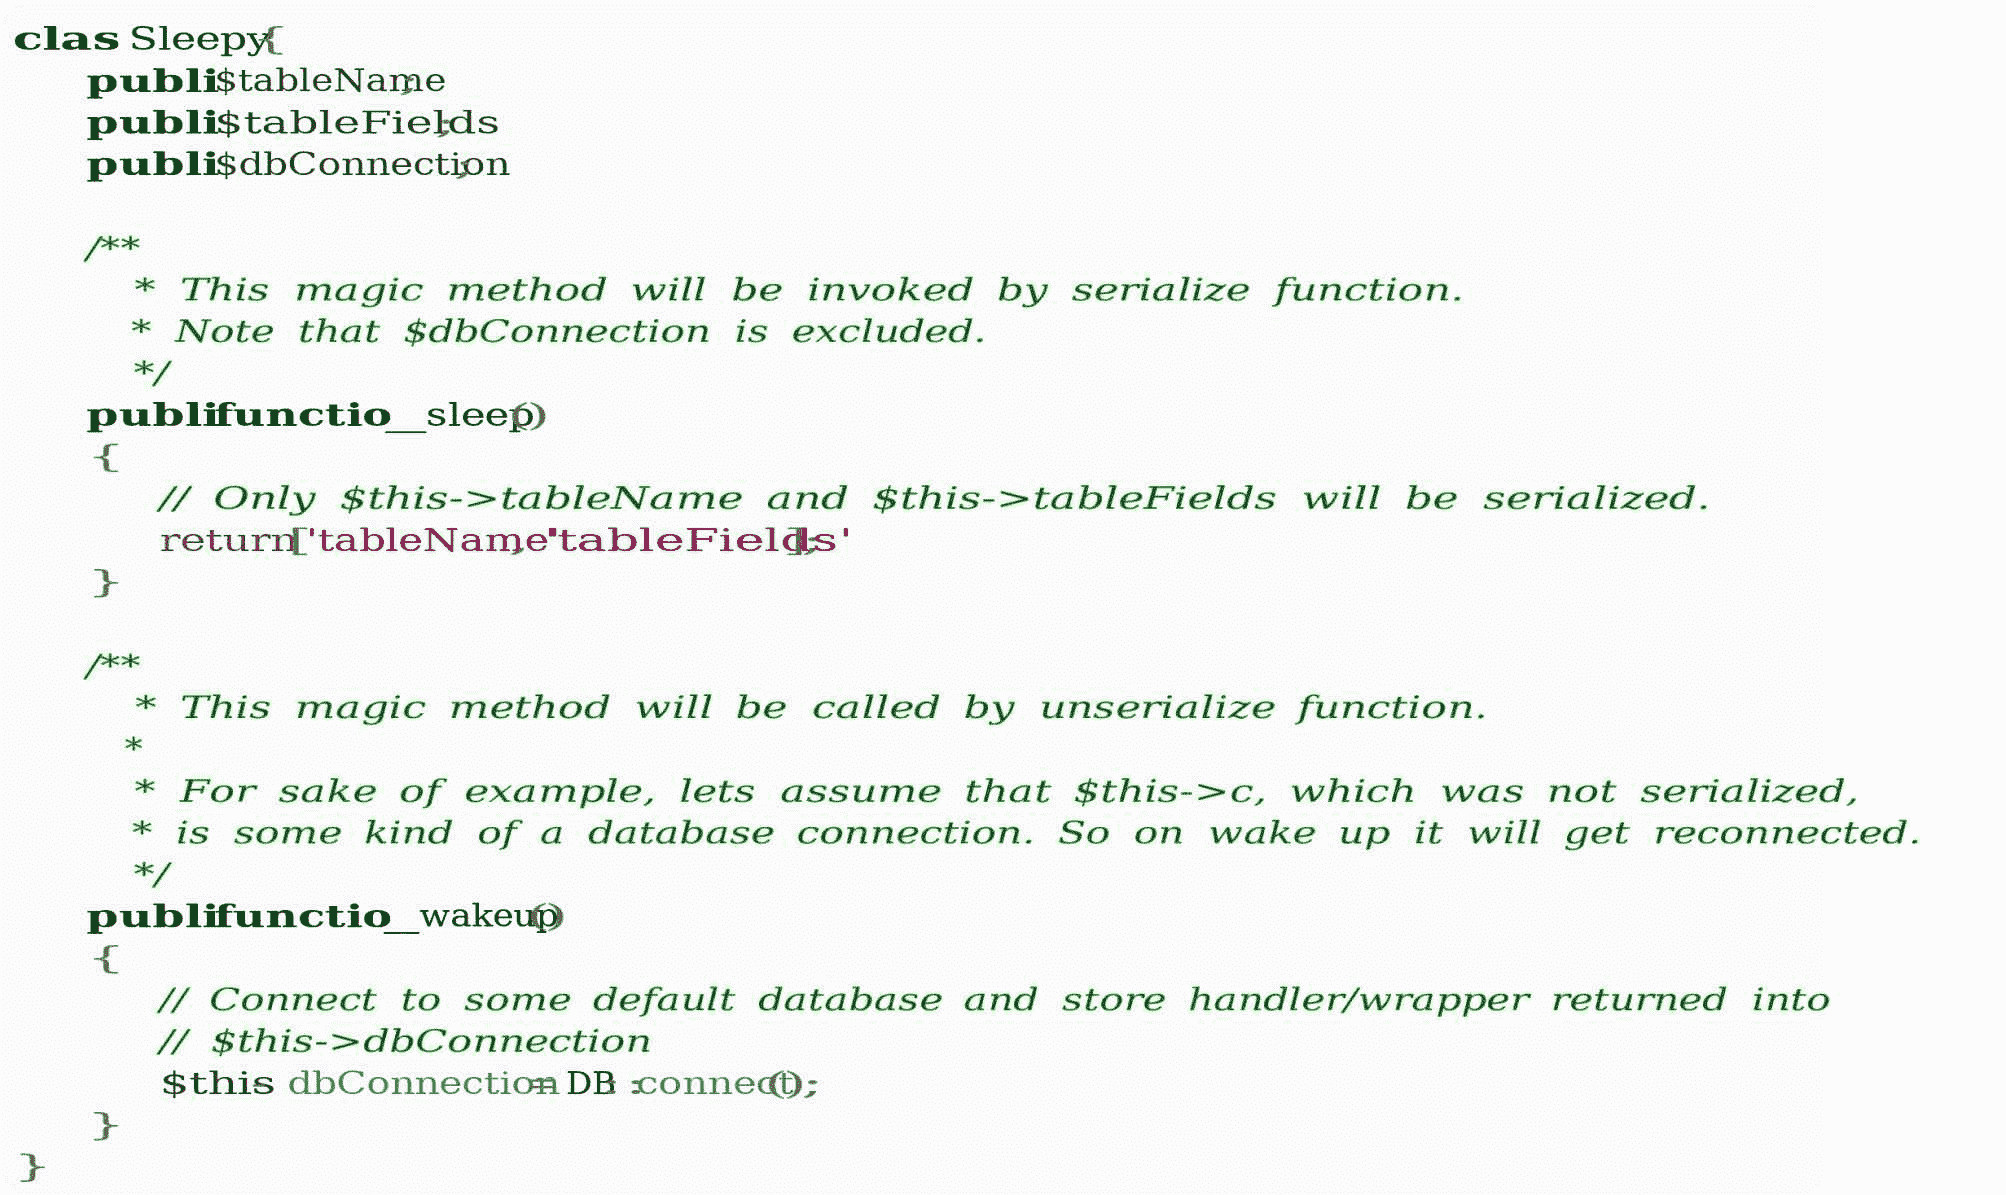 clas Sleepy{
publi$tableName;
publi$tableFields;
publi$dbConnection;
/**
* This magic method will be invoked by serialize function.
* Note that $dbConnection is excluded.
*/
publifunctio__sleep()
{
// Only $this->tableName and $this->tableFields will be serialized.
return['tableName','tableFields'];
}
/**
* This magic method will be called by unserialize function.
*
* For sake of example, lets assume that $this->c, which was not serialized,
* is some kind of a database connection. So on wake up it will get reconnected.
*/
publifunctio__wakeup()
{
// Connect to some default database and store handler/wrapper returned into
// $this->dbConnection
$this dbConnection= DB::connect();
}
}